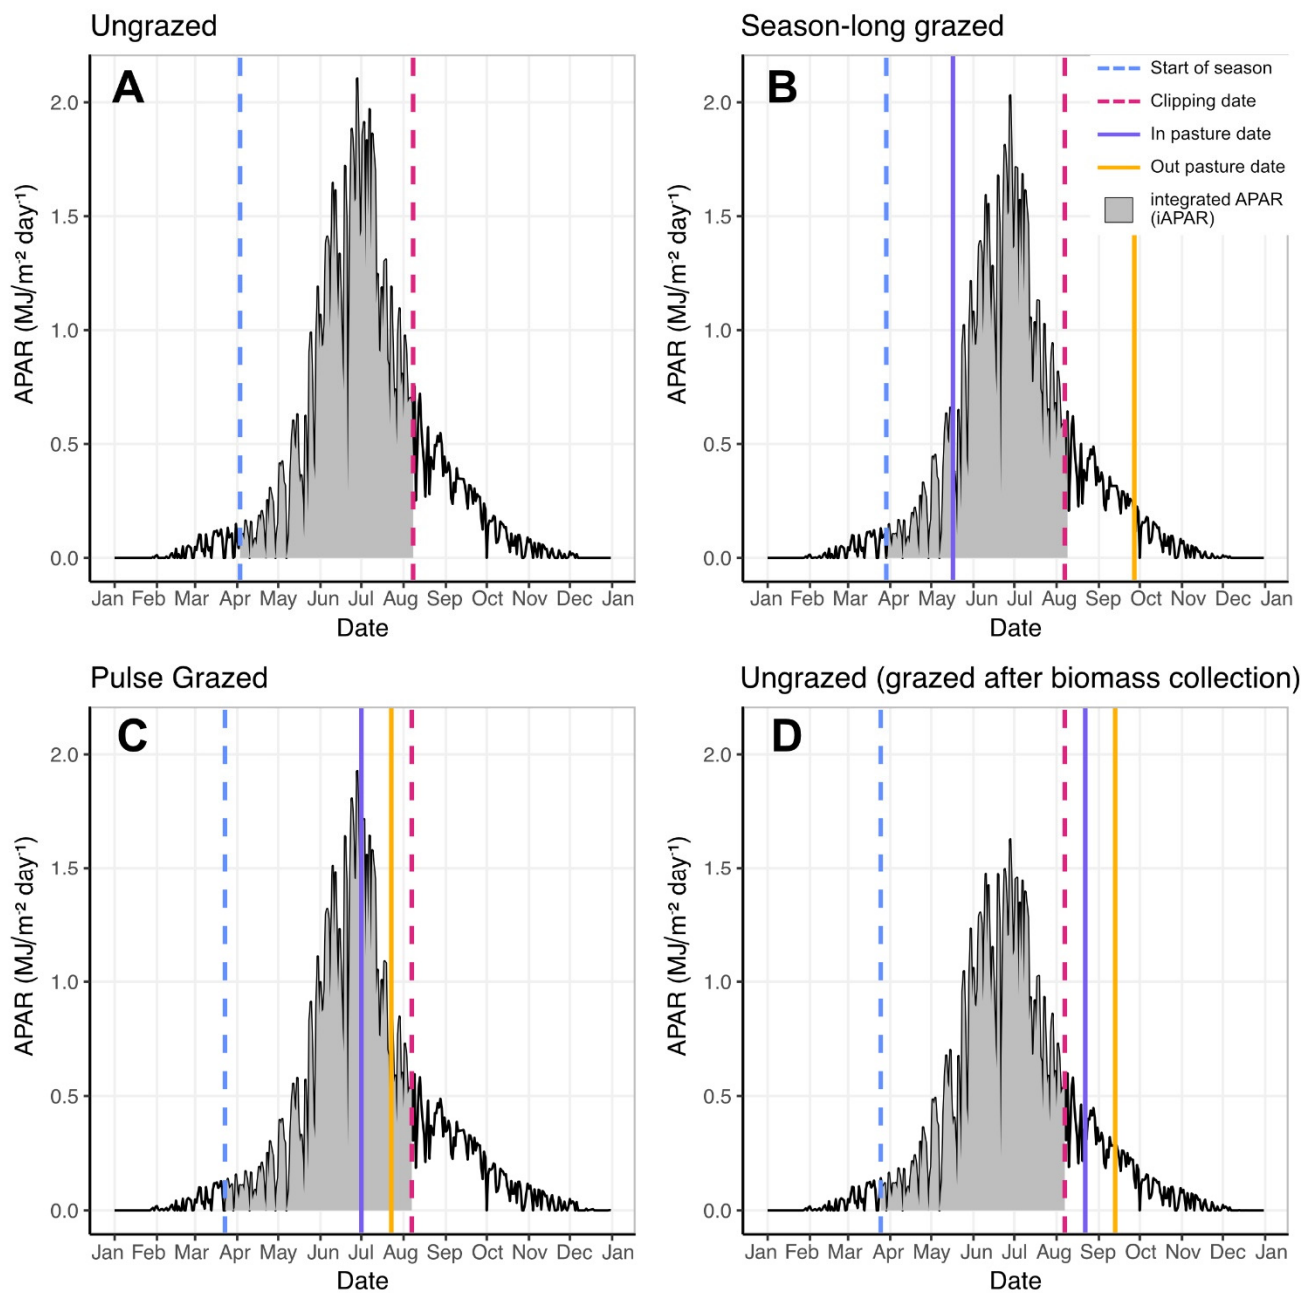 Ungrazed
A
2.0
1.5
1.0
0.5
0.0
APAR (MJ/m⁻² day⁻¹)
Jan Feb Mar Apr May Jun Jul Aug Sep Oct Nov Dec Jan
Date
Season-long grazed
B
Start of season
Clipping date
In pasture date
Out pasture date
integrated APAR
(iAPAR)
2.0
1.5
1.0
0.5
0.0
APAR (MJ/m⁻² day⁻¹)
Jan Feb Mar Apr May Jun Jul Aug Sep Oct Nov Dec Jan
Date
Pulse Grazed
C
2.0
1.5
1.0
0.5
0.0
APAR (MJ/m⁻² day⁻¹)
Jan Feb Mar Apr May Jun Jul Aug Sep Oct Nov Dec Jan
Date
Ungrazed (grazed after biomass collection)
D
2.0
1.5
1.0
0.5
0.0
APAR (MJ/m⁻² day⁻¹)
Jan Feb Mar Apr May Jun Jul Aug Sep Oct Nov Dec Jan
Date